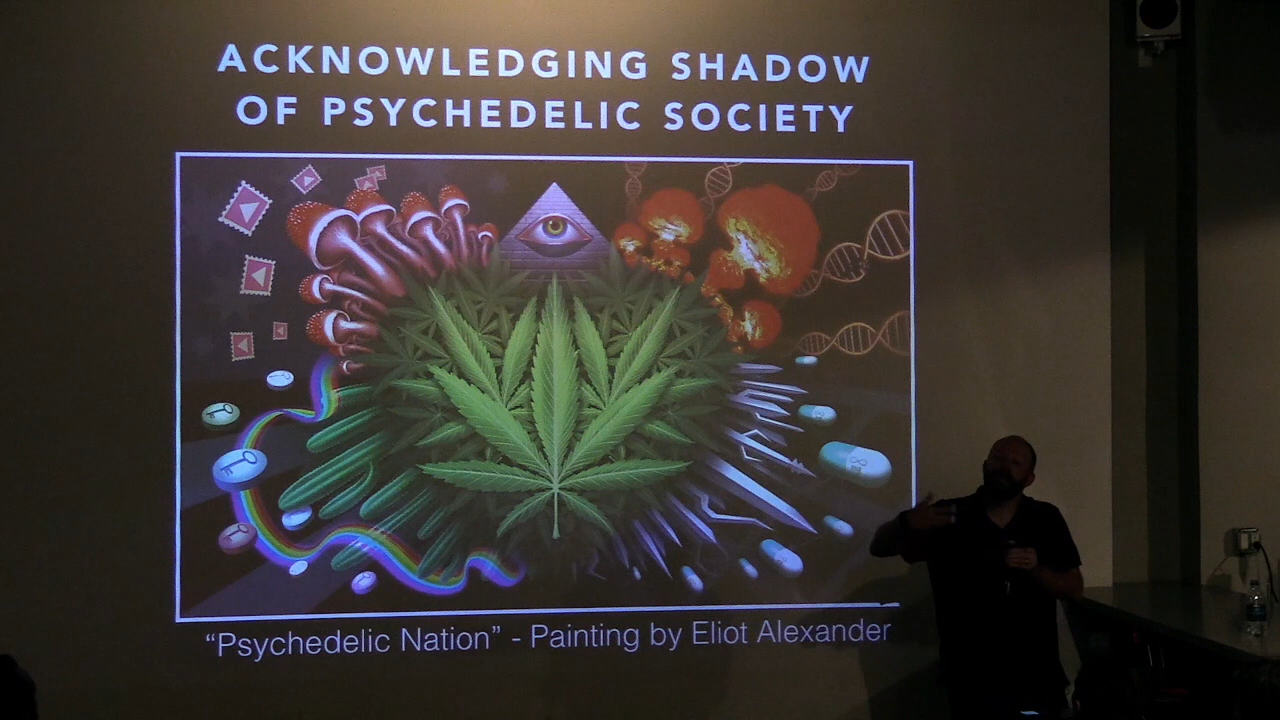 ACKNOWLEDGING SHADOW
OF PSYCHEDELIC SOCIETY
“Psychedelic Nation” - Painting by Eliot Alexander